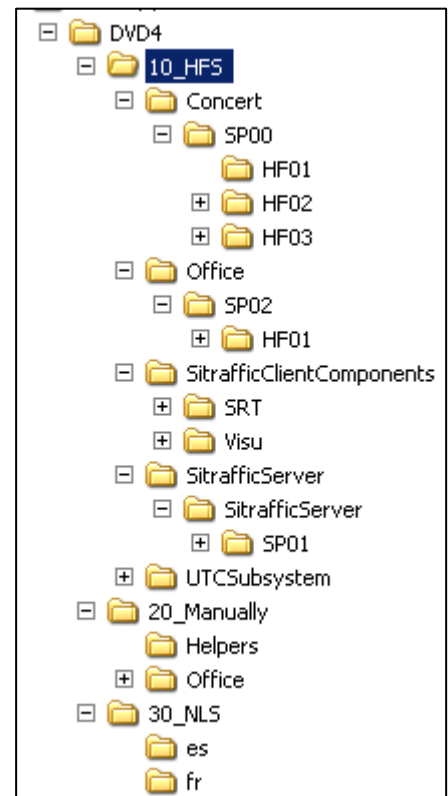 DVD4
10_HFS
Concert
SP00
HF01
HF02
HF03
Office
SP02
HF01
SitrafficClientComponents
SRT
Visu
SitrafficServer
SitrafficServer
SP01
UTCSubsystem
20_Manually
Helpers
Office
30_NLS
es
fr